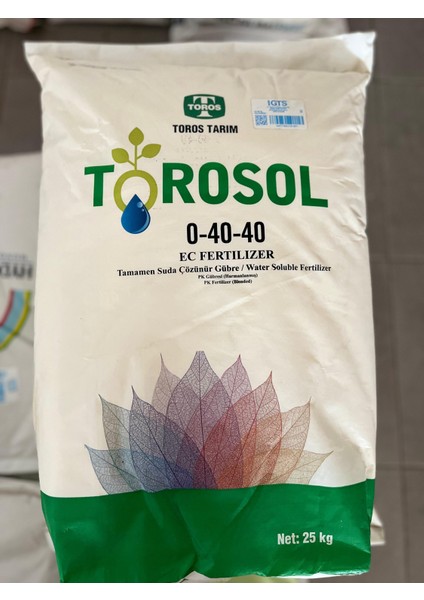 TOROS
TOROS TARIM
İGTS
TOROSOL
0-40-40
EC FERTILIZER
Tamamen Suda Çözünür Gübre / Water Soluble Fertilizer
PK Gübresi (Harmanlanmış)
PK Fertilizer (Blended)
Net: 25 kg